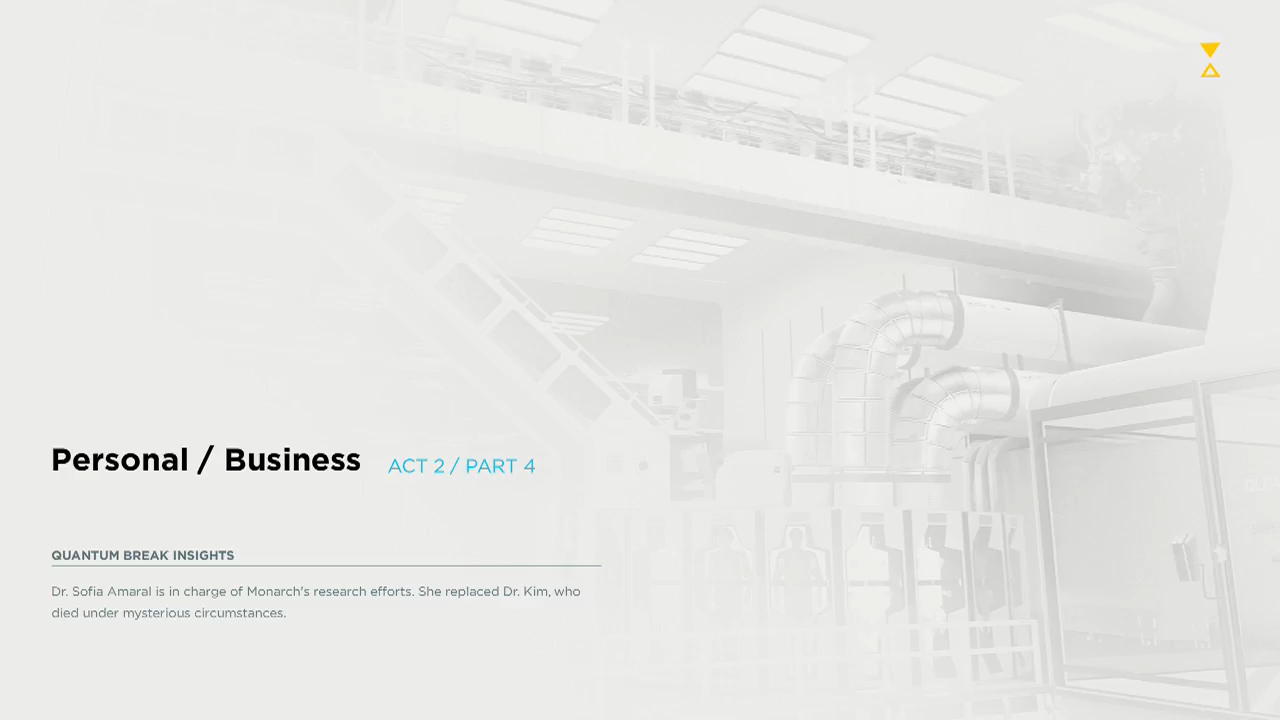 Personal / Business ACT 2 / PART 4
QUANTUM BREAK INSIGHTS
Dr. Sofia Amaral is in charge of Monarch's research efforts. She replaced Dr. Kim, who
died under mysterious circumstances.